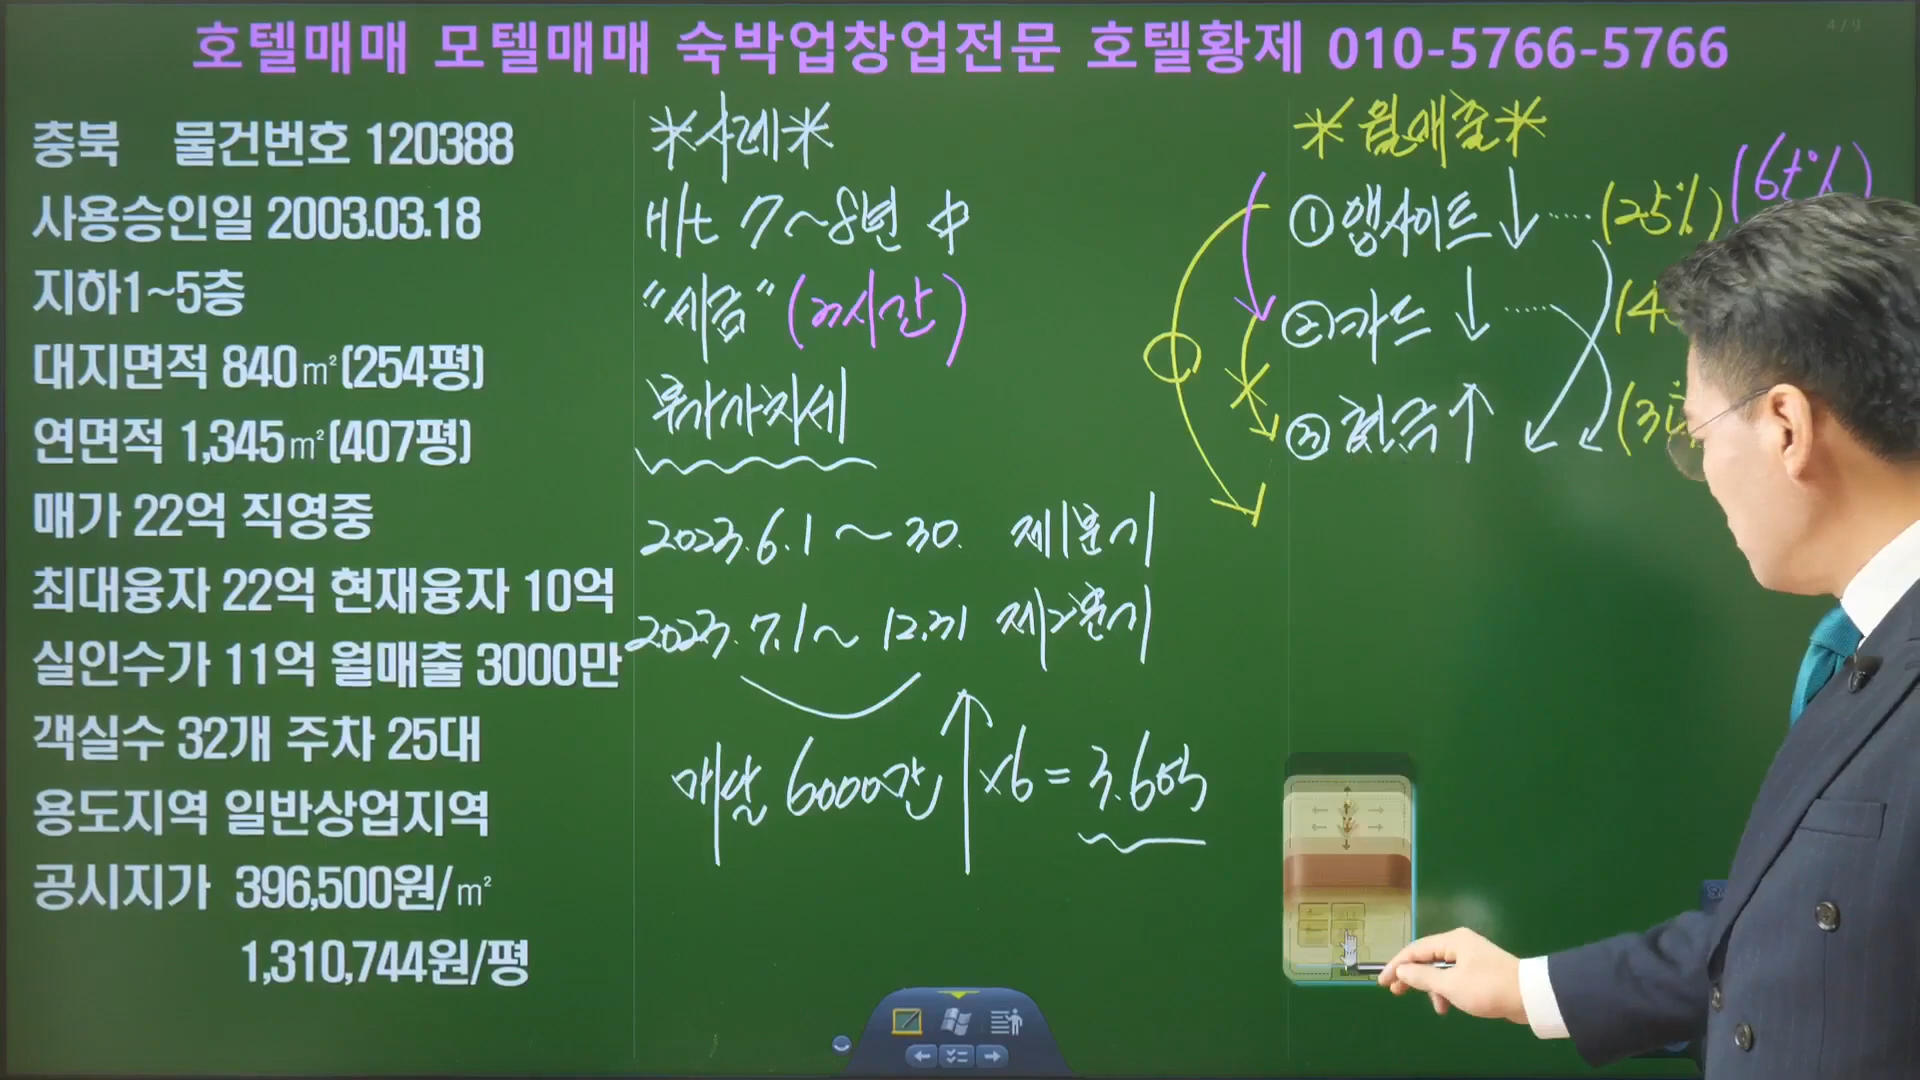 호텔매매 모텔매매 숙박업창업전문 호텔황제 010-5766-5766
4 / 9
충북 물건번호 120388
사용승인일 2003.03.18
지하1~5층
대지면적 840㎡(254평)
연면적 1,345㎡(407평)
매가 22억 직영중
최대융자 22억 현재융자 10억
실인수가 11억 월매출 3000만
객실수 32개 주차 25대
용도지역 일반상업지역
공시지가 396,500원/㎡
1,310,744원/평
*사례*
7~8년 中
"세금"
부가가치세
2023.6.1 ~ 30. 제1분기
2023.7.1 ~ 12.31 제2분기
6000만 ×6 = 3.6억
*월매출*
① 앱사이트 ↓ ····· (25%)
② 카드 ↓ ·····
③ 현금 ↑